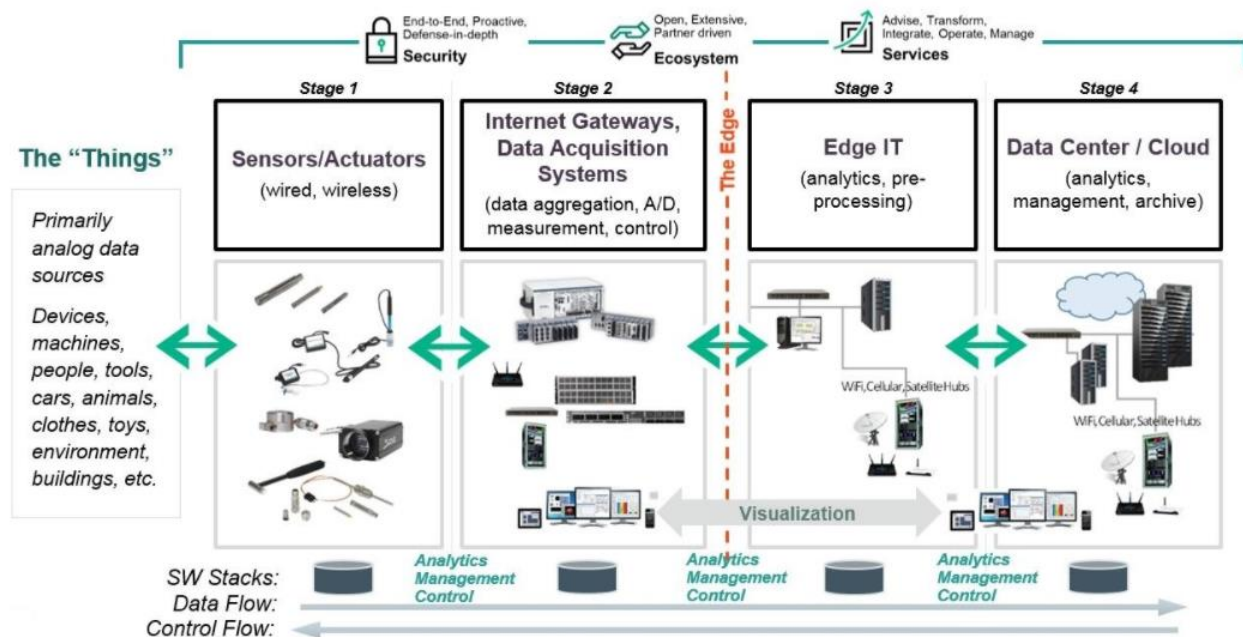 End-to-End, Proactive,
Defense-in-depth
Security
Open, Extensive,
Partner driven
Ecosystem
Advise, Transform,
Integrate, Operate, Manage
Services
The "Things"
Primarily
analog data
sources
Devices,
machines,
people, tools,
cars, animals,
clothes, toys,
environment,
buildings, etc.
Stage 1
Sensors/Actuators
(wired, wireless)
Stage 2
Internet Gateways,
Data Acquisition
Systems
(data aggregation, A/D,
measurement, control)
The Edge
Stage 3
Edge IT
(analytics, pre-
processing)
Stage 4
Data Center / Cloud
(analytics,
management, archive)
WiFi, Cellular, Satellite Hubs
WiFi, Cellular, Satellite Hubs
Visualization
SW Stacks:
Analytics
Management
Control
Analytics
Management
Control
Analytics
Management
Control
Data Flow:
Control Flow: